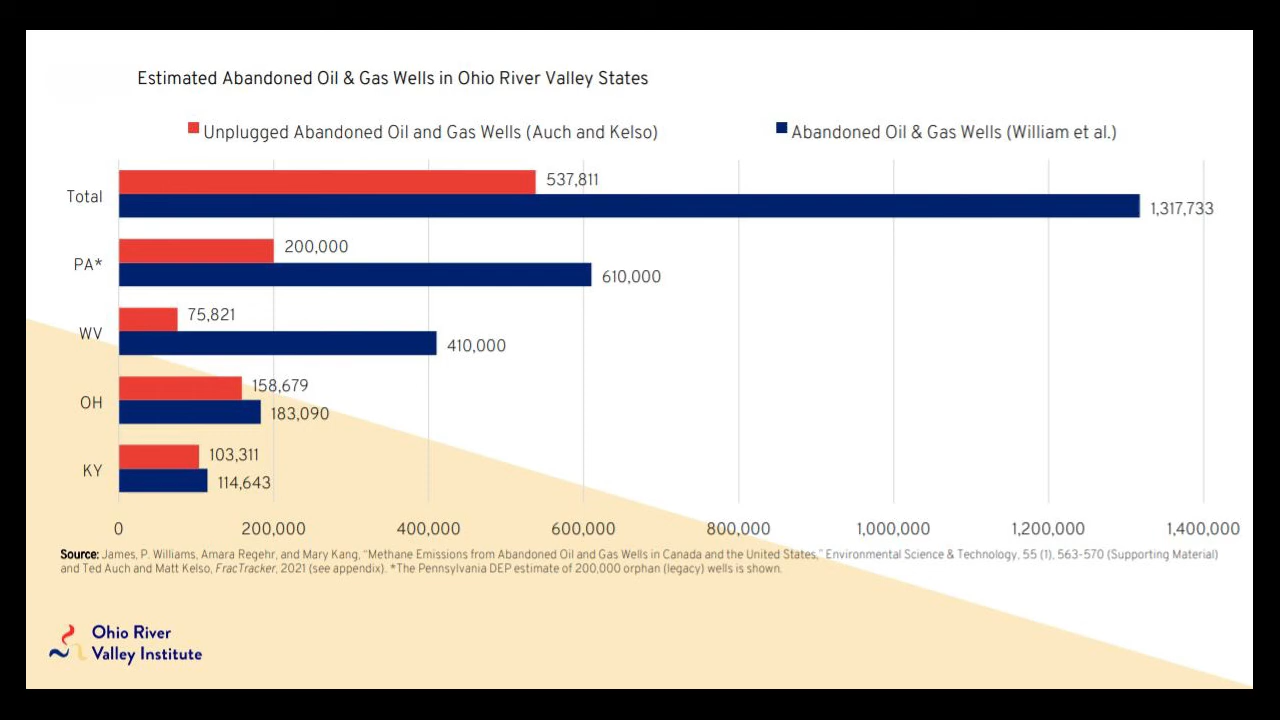 Estimated Abandoned Oil & Gas Wells in Ohio River Valley States
Unplugged Abandoned Oil and Gas Wells (Auch and Kelso)
Abandoned Oil & Gas Wells (William et al.)
Total
537,811
1,317,733
PA*
200,000
610,000
WV
75,821
410,000
OH
158,679
183,090
KY
103,311
114,643
0
200,000
400,000
600,000
800,000
1,000,000
1,200,000
1,400,000
Source: James, P. Williams, Amara Regehr, and Mary Kang, "Methane Emissions from Abandoned Oil and Gas Wells in Canada and the United States," Environmental Science & Technology, 55 (1), 563-570 (Supporting Material)
and Ted Auch and Matt Kelso, FracTracker, 2021 (see appendix). *The Pennsylvania DEP estimate of 200,000 orphan (legacy) wells is shown.
Ohio River
Valley Institute